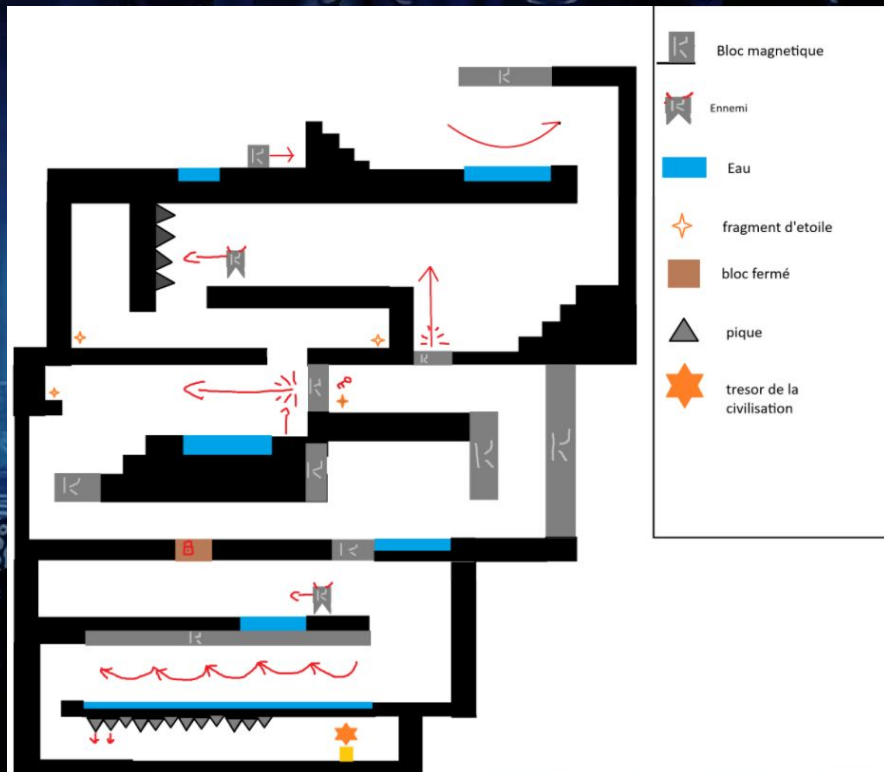 Bloc magnetique
Ennemi
Eau
fragment d'etoile
bloc fermé
pique
tresor de la
civilisation